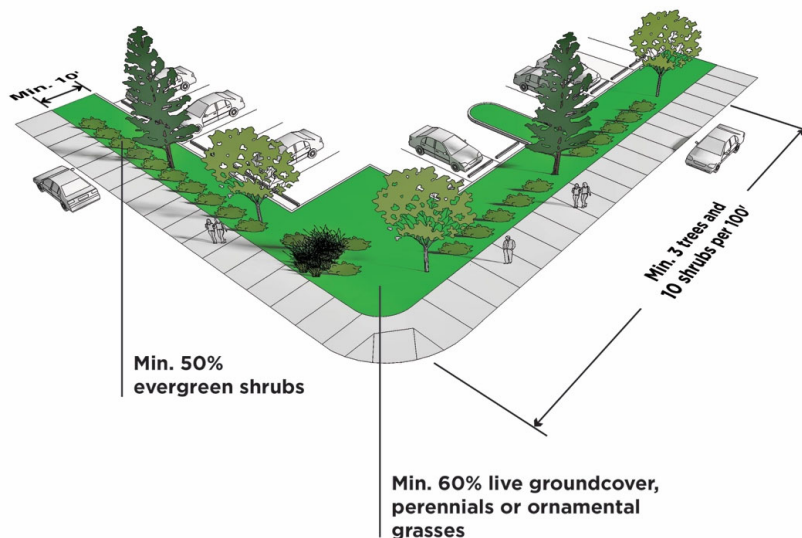 Min. 10'
Min. 3 trees and
10 shrubs per 100'
Min. 50%
evergreen shrubs
Min. 60% live groundcover,
perennials or ornamental
grasses